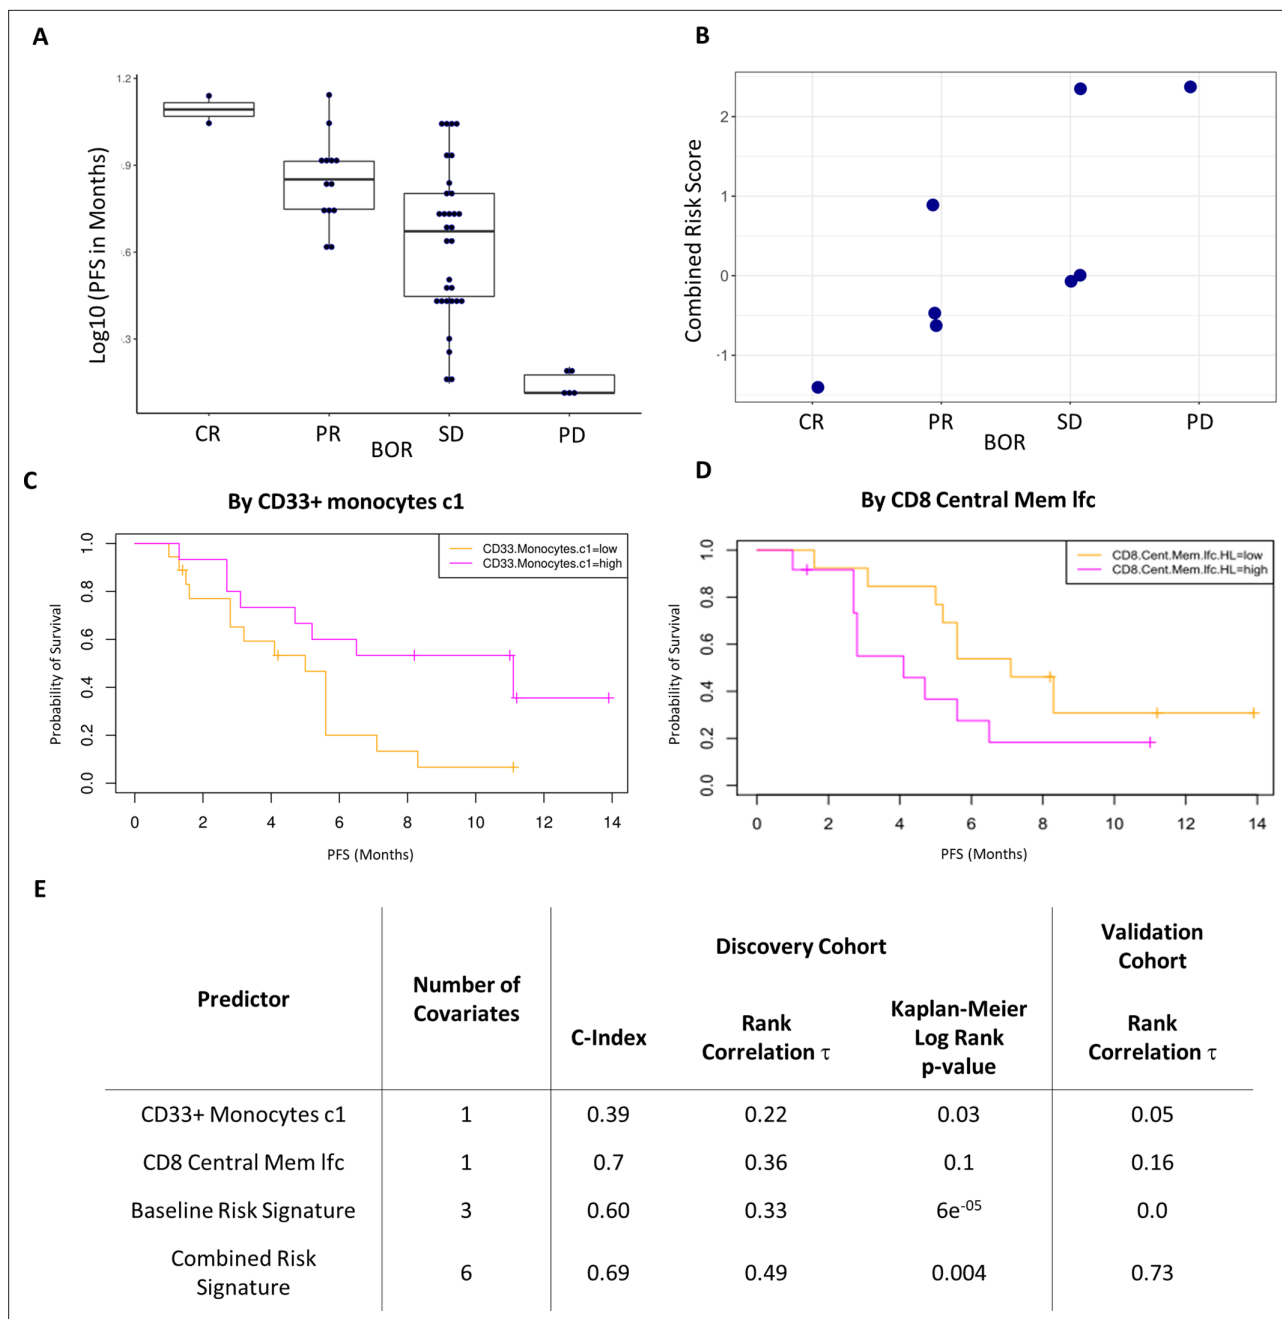 A
Log10 (PFS in Months)
1.2
.9
.6
.3
CR PR SD PD
BOR
B
Combined Risk Score
2
1
0
-1
CR PR SD PD
BOR
C
By CD33+ monocytes c1
CD33.Monocytes.c1=low
CD33.Monocytes.c1=high
Probability of Survival
1.0
0.8
0.6
0.4
0.2
0.0
0 2 4 6 8 10 12 14
PFS (Months)
D
By CD8 Central Mem lfc
CD8.Cent.Mem.lfc.HL=low
CD8.Cent.Mem.lfc.HL=high
Probability of Survival
1.0
0.8
0.6
0.4
0.2
0.0
0 2 4 6 8 10 12 14
PFS (Months)
E
Discovery Cohort
Validation
Cohort
Predictor
Number of
Covariates
C-Index
Rank
Correlation τ
Kaplan-Meier
Log Rank
p-value
Rank
Correlation τ
CD33+ Monocytes c1 1 0.39 0.22 0.03 0.05
CD8 Central Mem lfc 1 0.7 0.36 0.1 0.16
Baseline Risk Signature 3 0.60 0.33 6e-05 0.0
Combined Risk
Signature 6 0.69 0.49 0.004 0.73